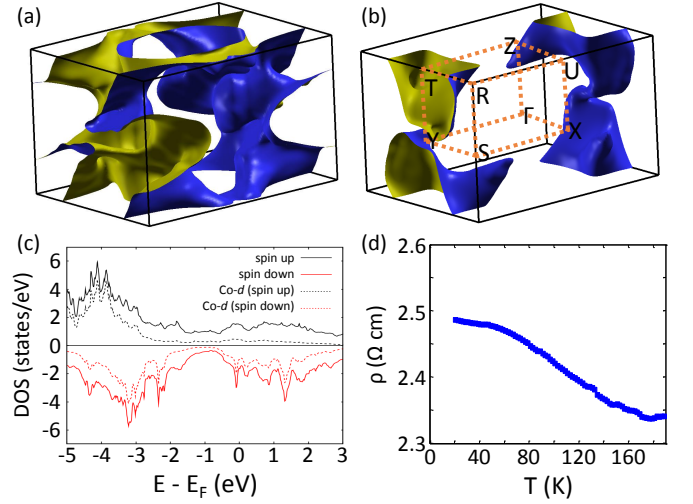 (a)
(b)
Z
U
T
R
Γ
Y
X
S
(c)
(d)
DOS (states/eV)
6
4
2
0
-2
-4
-6
spin up
spin down
Co-d (spin up)
Co-d (spin down)
-5 -4 -3 -2 -1 0 1 2 3
E - E_F (eV)
ρ (Ω cm)
2.6
2.5
2.4
2.3
0 40 80 120 160
T (K)